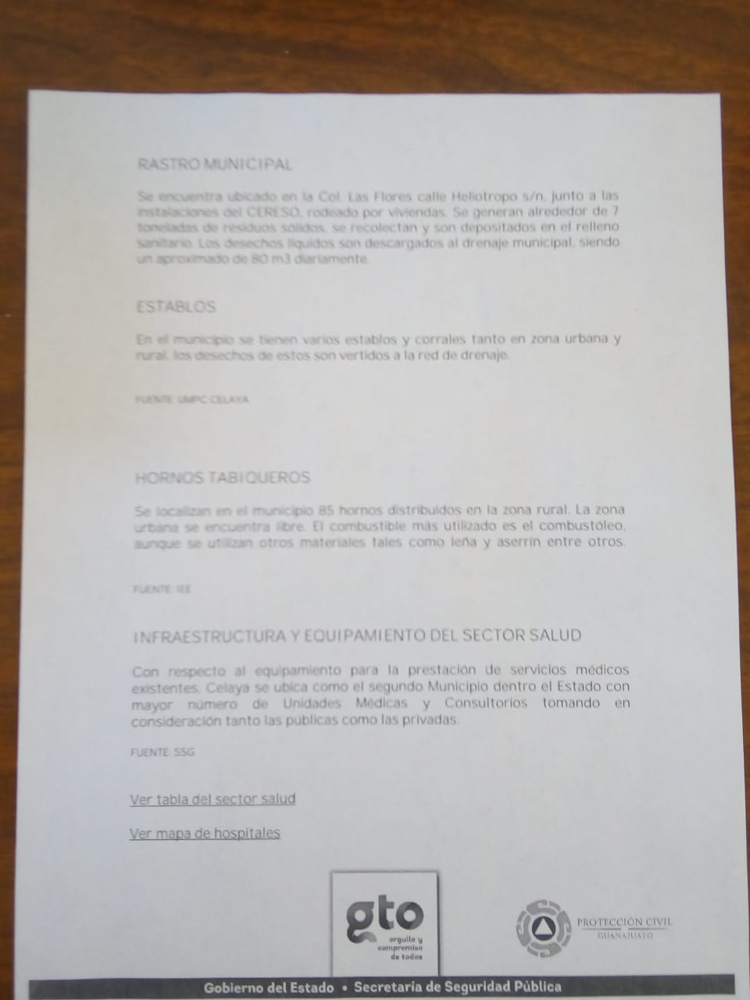 RASTRO MUNICIPAL
Se encuentra ubicado en la Col. Las Flores calle Heliotropo s/n, junto a las
instalaciones del CERESO, rodeado por viviendas. Se generan alrededor de 7
toneladas de residuos sólidos, se recolectan y son depositados en el relleno
sanitario. Los desechos líquidos son descargados al drenaje municipal, siendo
un aproximado de 80 m3 diariamente.
ESTABLOS
En el municipio se tienen varios establos y corrales tanto en zona urbana y
rural, los desechos de estos son vertidos a la red de drenaje.
FUENTE: UMPC CELAYA
HORNOS TABIQUEROS
Se localizan en el municipio 85 hornos distribuidos en la zona rural. La zona
urbana se encuentra libre. El combustible más utilizado es el combustóleo,
aunque se utilizan otros materiales tales como leña y aserrín entre otros.
FUENTE: IEE
INFRAESTRUCTURA Y EQUIPAMIENTO DEL SECTOR SALUD
Con respecto al equipamiento para la prestación de servicios médicos
existentes, Celaya se ubica como el segundo Municipio dentro el Estado con
mayor número de Unidades Médicas y Consultorios tomando en
consideración tanto las públicas como las privadas.
FUENTE: SSG
Ver tabla del sector salud
Ver mapa de hospitales
gto
orgullo y
compromiso
de todos
PROTECCIÓN CIVIL
GUANAJUATO
Gobierno del Estado • Secretaría de Seguridad Pública